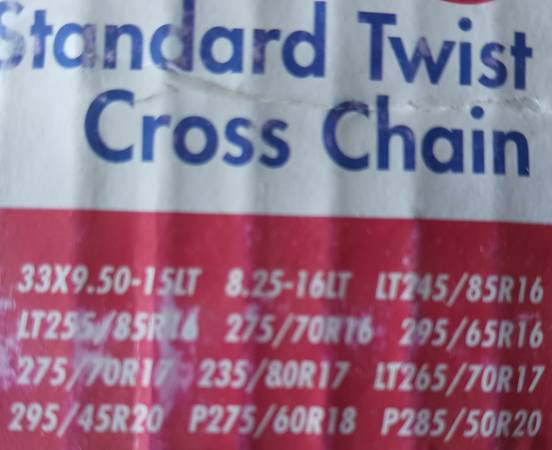 Standard Twist
Cross Chain
33X9.50-15LT 8.25-16LT LT245/85R16
LT255/85R16 275/70R16 295/65R16
275/70R17 235/80R17 LT265/70R17
295/45R20 P275/60R18 P285/50R20